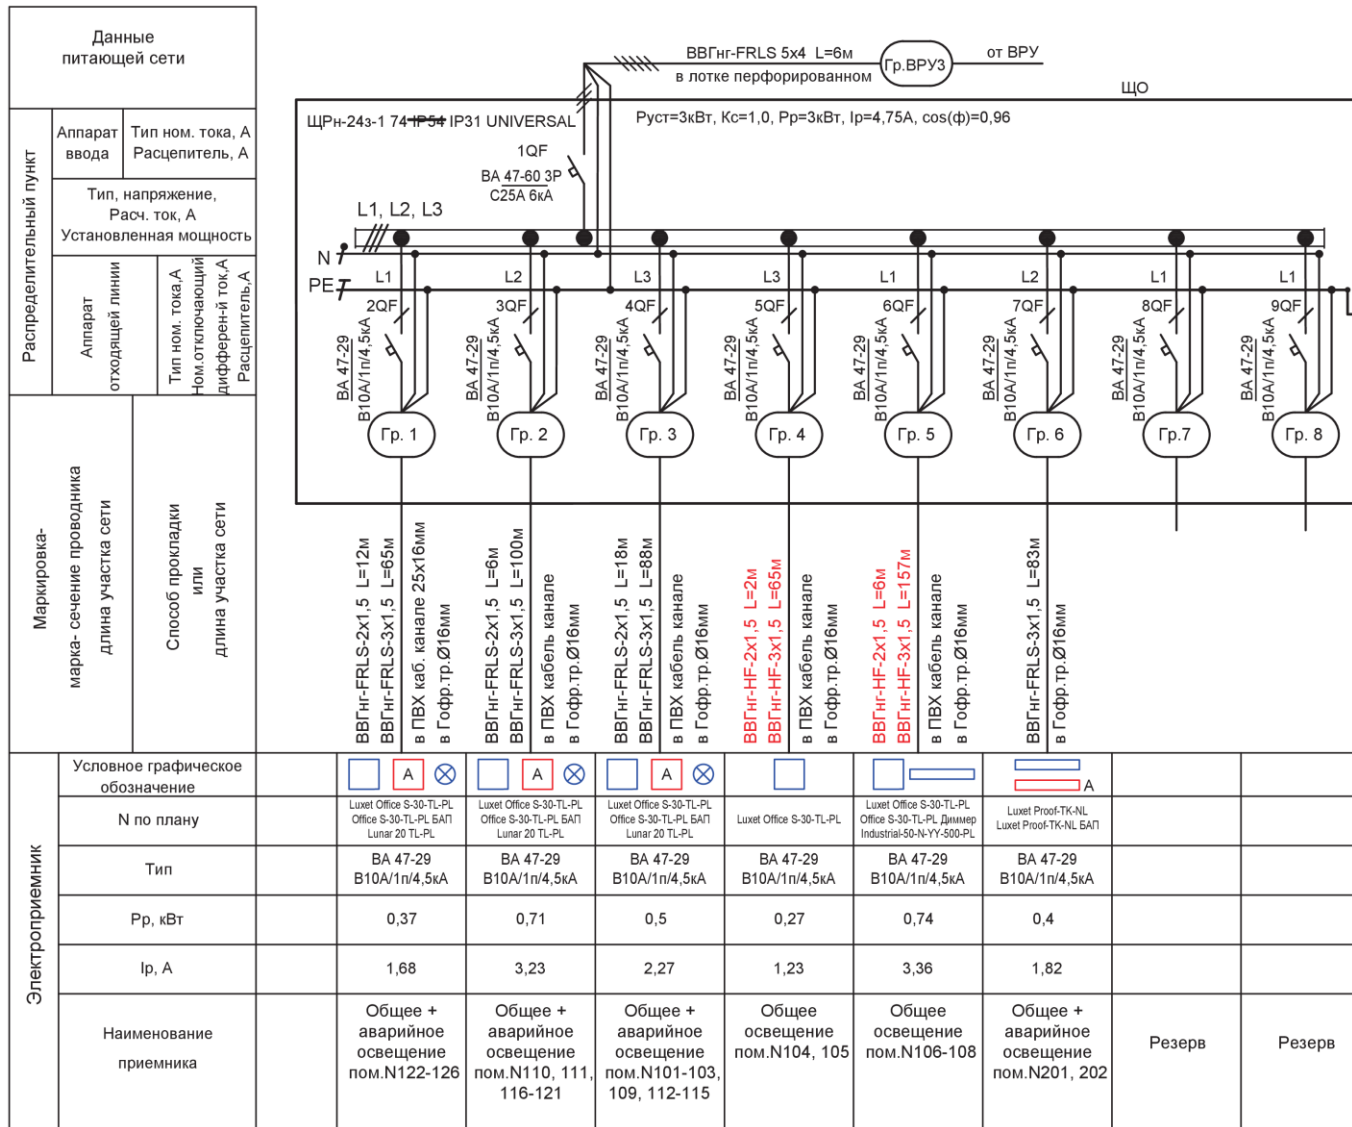 Данные
питающей сети
Распределительный пункт
Аппарат
ввода
Тип ном. тока, А
Расцепитель, А
Тип, напряжение,
Расч. ток, А
Установленная мощность
Аппарат
отходящей линии
Тип ном. тока,А
Ном.отключающий
дифферен-й ток,А
Расцепитель,А
Маркировка-
марка- сечение проводника
длина участка сети
Способ прокладки
или
длина участка сети
ВВГнг-FRLS 5х4 L=6м
в лотке перфорированном
Гр.ВРУ3
от ВРУ
ЩО
ЩРн-24з-1 74 IP54 IP31 UNIVERSAL
Руст=3кВт, Кс=1,0, Рр=3кВт, Iр=4,75А, cos(ф)=0,96
1QF
ВА 47-60 3Р
С25А 6кА
L1, L2, L3
N
PE
L1
L2
L3
L3
L1
L2
L1
L1
2QF
3QF
4QF
5QF
6QF
7QF
8QF
9QF
ВА 47-29
В10А/1п/4,5кА
ВА 47-29
В10А/1п/4,5кА
ВА 47-29
В10А/1п/4,5кА
ВА 47-29
В10А/1п/4,5кА
ВА 47-29
В10А/1п/4,5кА
ВА 47-29
В10А/1п/4,5кА
ВА 47-29
В10А/1п/4,5кА
ВА 47-29
В10А/1п/4,5кА
Гр. 1
Гр. 2
Гр. 3
Гр. 4
Гр. 5
Гр. 6
Гр.7
Гр. 8
ВВГнг-FRLS-2х1,5 L=12м
ВВГнг-FRLS-3х1,5 L=65м
в ПВХ каб. канале 25х16мм
в Гофр.тр.Ø16мм
ВВГнг-FRLS-2х1,5 L=6м
ВВГнг-FRLS-3х1,5 L=100м
в ПВХ кабель канале
в Гофр.тр.Ø16мм
ВВГнг-FRLS-2х1,5 L=18м
ВВГнг-FRLS-3х1,5 L=88м
в ПВХ кабель канале
в Гофр.тр.Ø16мм
ВВГнг-HF-2х1,5 L=2м
ВВГнг-HF-3х1,5 L=65м
в ПВХ кабель канале
в Гофр.тр.Ø16мм
ВВГнг-HF-2х1,5 L=6м
ВВГнг-HF-3х1,5 L=157м
в ПВХ кабель канале
в Гофр.тр.Ø16мм
ВВГнг-FRLS-3х1,5 L=83м
в Гофр.тр.Ø16мм
Электроприемник
Условное графическое
обозначение
А
А
А
А
N по плану
Luxet Office S-30-TL-PL
Office S-30-TL-PL БАП
Lunar 20 TL-PL
Luxet Office S-30-TL-PL
Office S-30-TL-PL БАП
Lunar 20 TL-PL
Luxet Office S-30-TL-PL
Office S-30-TL-PL БАП
Lunar 20 TL-PL
Luxet Office S-30-TL-PL
Luxet Office S-30-TL-PL
Office S-30-TL-PL Диммер
Industrial-50-N-YY-500-PL
Luxet Proof-TK-NL
Luxet Proof-TK-NL БАП
Тип
ВА 47-29
В10А/1п/4,5кА
ВА 47-29
В10А/1п/4,5кА
ВА 47-29
В10А/1п/4,5кА
ВА 47-29
В10А/1п/4,5кА
ВА 47-29
В10А/1п/4,5кА
ВА 47-29
В10А/1п/4,5кА
Рр, кВт
0,37
0,71
0,5
0,27
0,74
0,4
Iр, А
1,68
3,23
2,27
1,23
3,36
1,82
Наименование
приемника
Общее +
аварийное
освещение
пом.N122-126
Общее +
аварийное
освещение
пом.N110, 111,
116-121
Общее +
аварийное
освещение
пом.N101-103,
109, 112-115
Общее
освещение
пом.N104, 105
Общее
освещение
пом.N106-108
Общее +
аварийное
освещение
пом.N201, 202
Резерв
Резерв